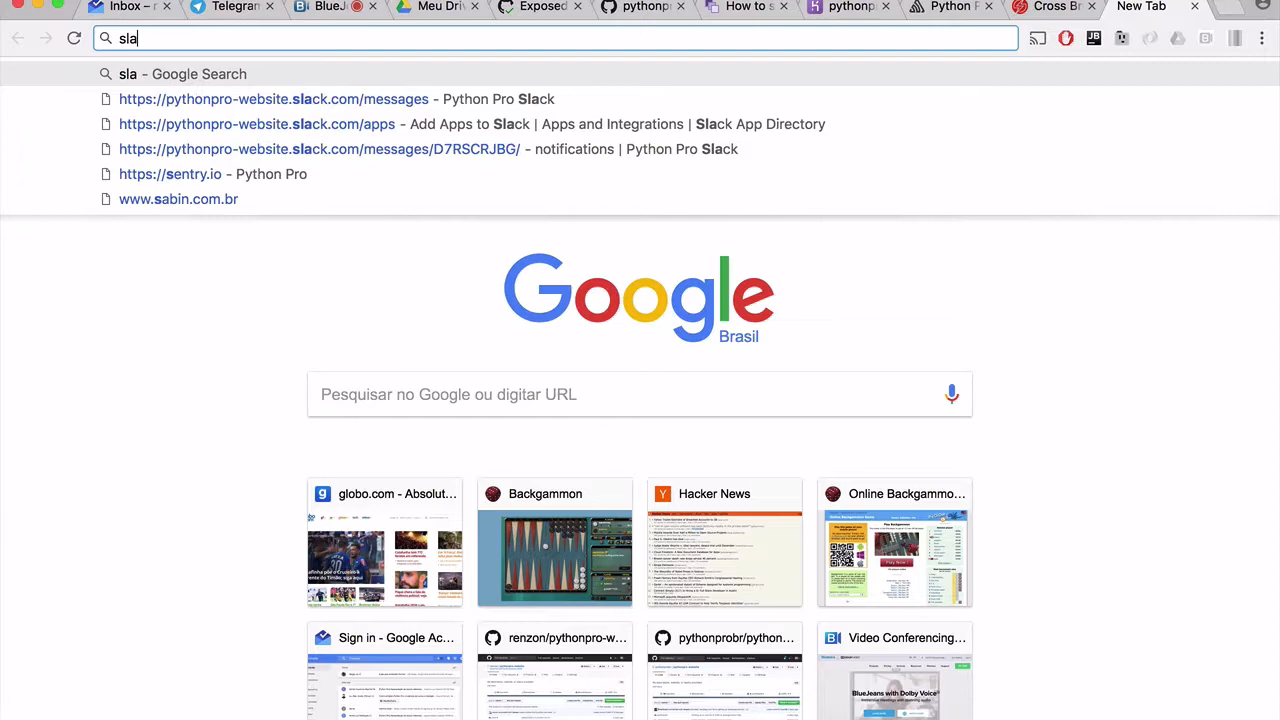 Inbox – r
Telegram
BlueJ
Meu Dri
Exposed
pythonp
How to s
pythonp
Python P
Cross Br
New Tab
sla
JB
sla - Google Search
https://pythonpro-website.slack.com/messages - Python Pro Slack
https://pythonpro-website.slack.com/apps - Add Apps to Slack | Apps and Integrations | Slack App Directory
https://pythonpro-website.slack.com/messages/D7RSCRJBG/ - notifications | Python Pro Slack
https://sentry.io - Python Pro
www.sabin.com.br
Google
Brasil
Pesquisar no Google ou digitar URL
globo.com - Absolut...
Backgammon
Hacker News
Online Backgammo...
Sign in - Google Ac...
renzon/pythonpro-w...
pythonprobr/python...
Video Conferencing...
BlueJeans with Dolby Voice